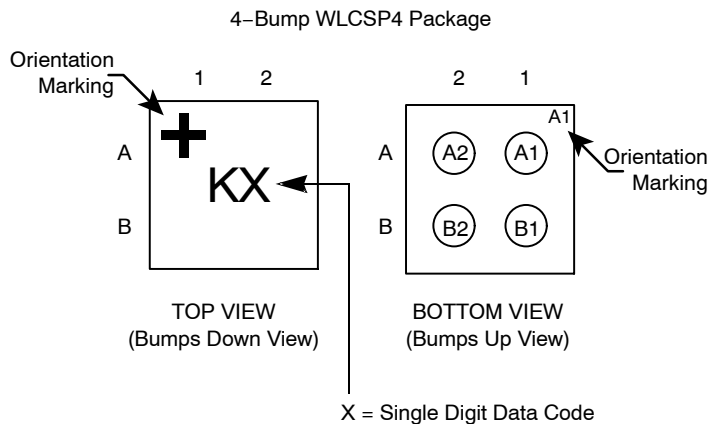 4−Bump WLCSP4 Package
Orientation
Marking
1 2
A
B
KX
TOP VIEW
(Bumps Down View)
2 1
A1
A
B
A2 A1
B2 B1
Orientation
Marking
BOTTOM VIEW
(Bumps Up View)
X = Single Digit Data Code